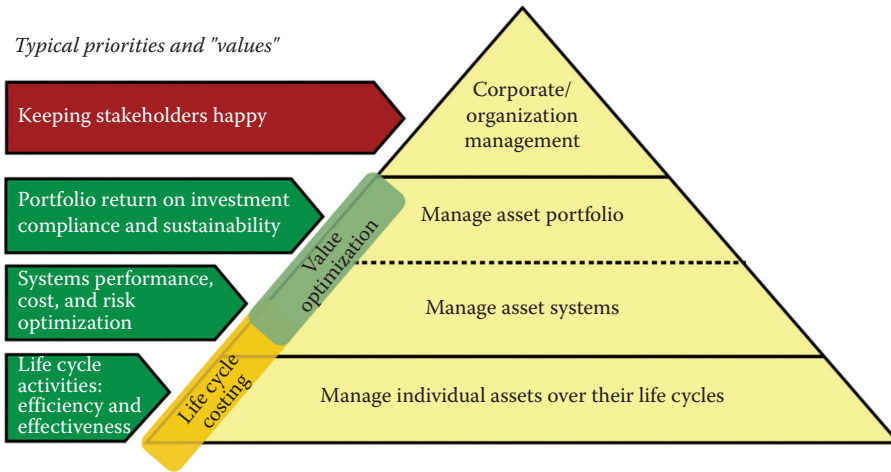 Typical priorities and "values"
Keeping stakeholders happy
Corporate/
organization
management
Portfolio return on investment
compliance and sustainability
Manage asset portfolio
Value
optimization
Systems performance,
cost, and risk
optimization
Manage asset systems
Life cycle
activities:
efficiency and
effectiveness
Life cycle
costing
Manage individual assets over their life cycles